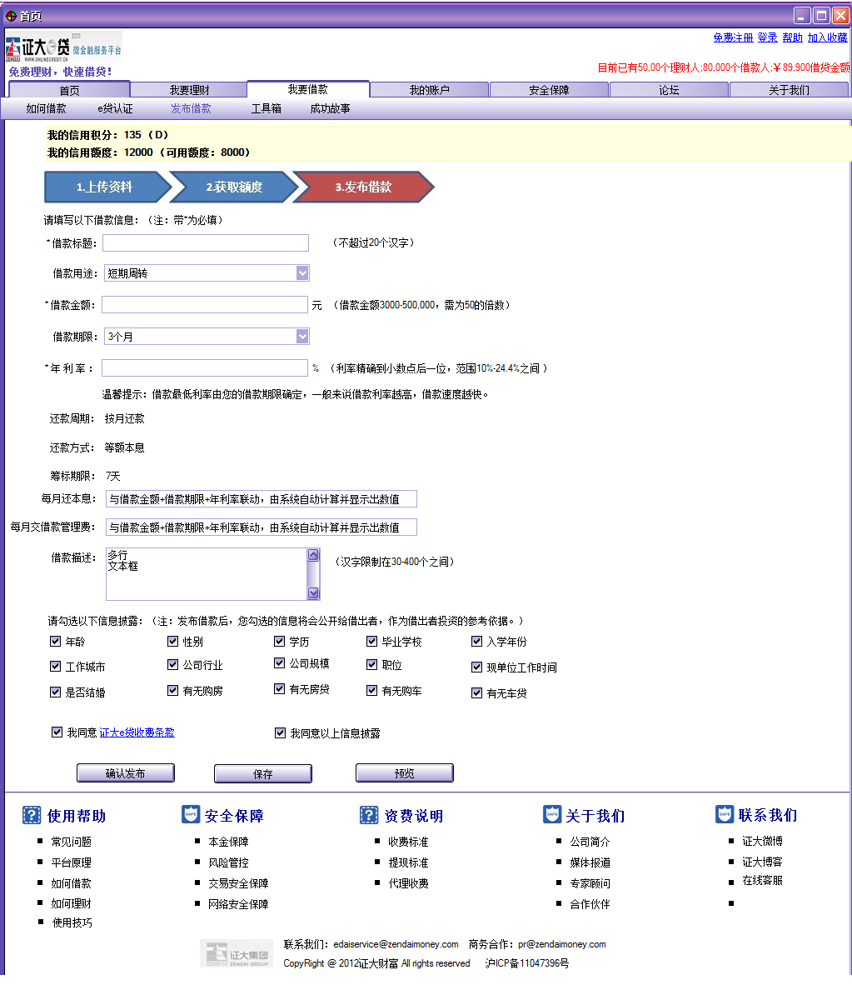 首页
免费注册 登录 帮助 加入收藏
证大e贷 微金融服务平台
ZENDAI WWW.ONLINECREDIT.CN
免费理财，快速借贷！
目前已有50,00个理财人;80,000个借款人;￥89,900借贷金额
首页 我要理财 我要借款 我的账户 安全保障 论坛 关于我们
如何借款 e贷认证 发布借款 工具箱 成功故事
我的信用积分：135（D）
我的信用额度：12000（可用额度：8000）
1.上传资料 2.获取额度 3.发布借款
请填写以下借款信息：（注：带*为必填）
*借款标题： （不超过20个汉字）
借款用途： 短期周转
*借款金额： 元 （借款金额3000-500,000，需为50的倍数）
借款期限： 3个月
*年 利 率： % （利率精确到小数点后一位，范围10%-24.4%之间 ）
温馨提示：借款最低利率由您的借款期限确定，一般来说借款利率越高，借款速度越快。
还款周期： 按月还款
还款方式： 等额本息
筹标期限： 7天
每月还本息： 与借款金额+借款期限+年利率联动，由系统自动计算并显示出数值
每月交借款管理费： 与借款金额+借款期限+年利率联动，由系统自动计算并显示出数值
借款描述： 多行
文本框
（汉字限制在30-400个之间）
请勾选以下信息披露：（注：发布借款后，您勾选的信息将会公开给借出者，作为借出者投资的参考依据。）
年龄 性别 学历 毕业学校 入学年份
工作城市 公司行业 公司规模 职位 现单位工作时间
是否结婚 有无购房 有无房贷 有无购车 有无车贷
我同意 证大e贷收费条款 我同意以上信息披露
确认发布 保存 预览
使用帮助 安全保障 资费说明 关于我们 联系我们
常见问题 本金保障 收费标准 公司简介 证大微博
平台原理 风险管控 提现标准 媒体报道 证大博客
如何借款 交易安全保障 代理收费 专家顾问 在线客服
如何理财 网络安全保障 合作伙伴
使用技巧
证大集团
ZENDAI GROUP
联系我们：edaiservice@zendaimoney.com 商务合作：pr@zendaimoney.com
CopyRight @ 2012证大财富 All rights reserved 沪ICP备11047396号